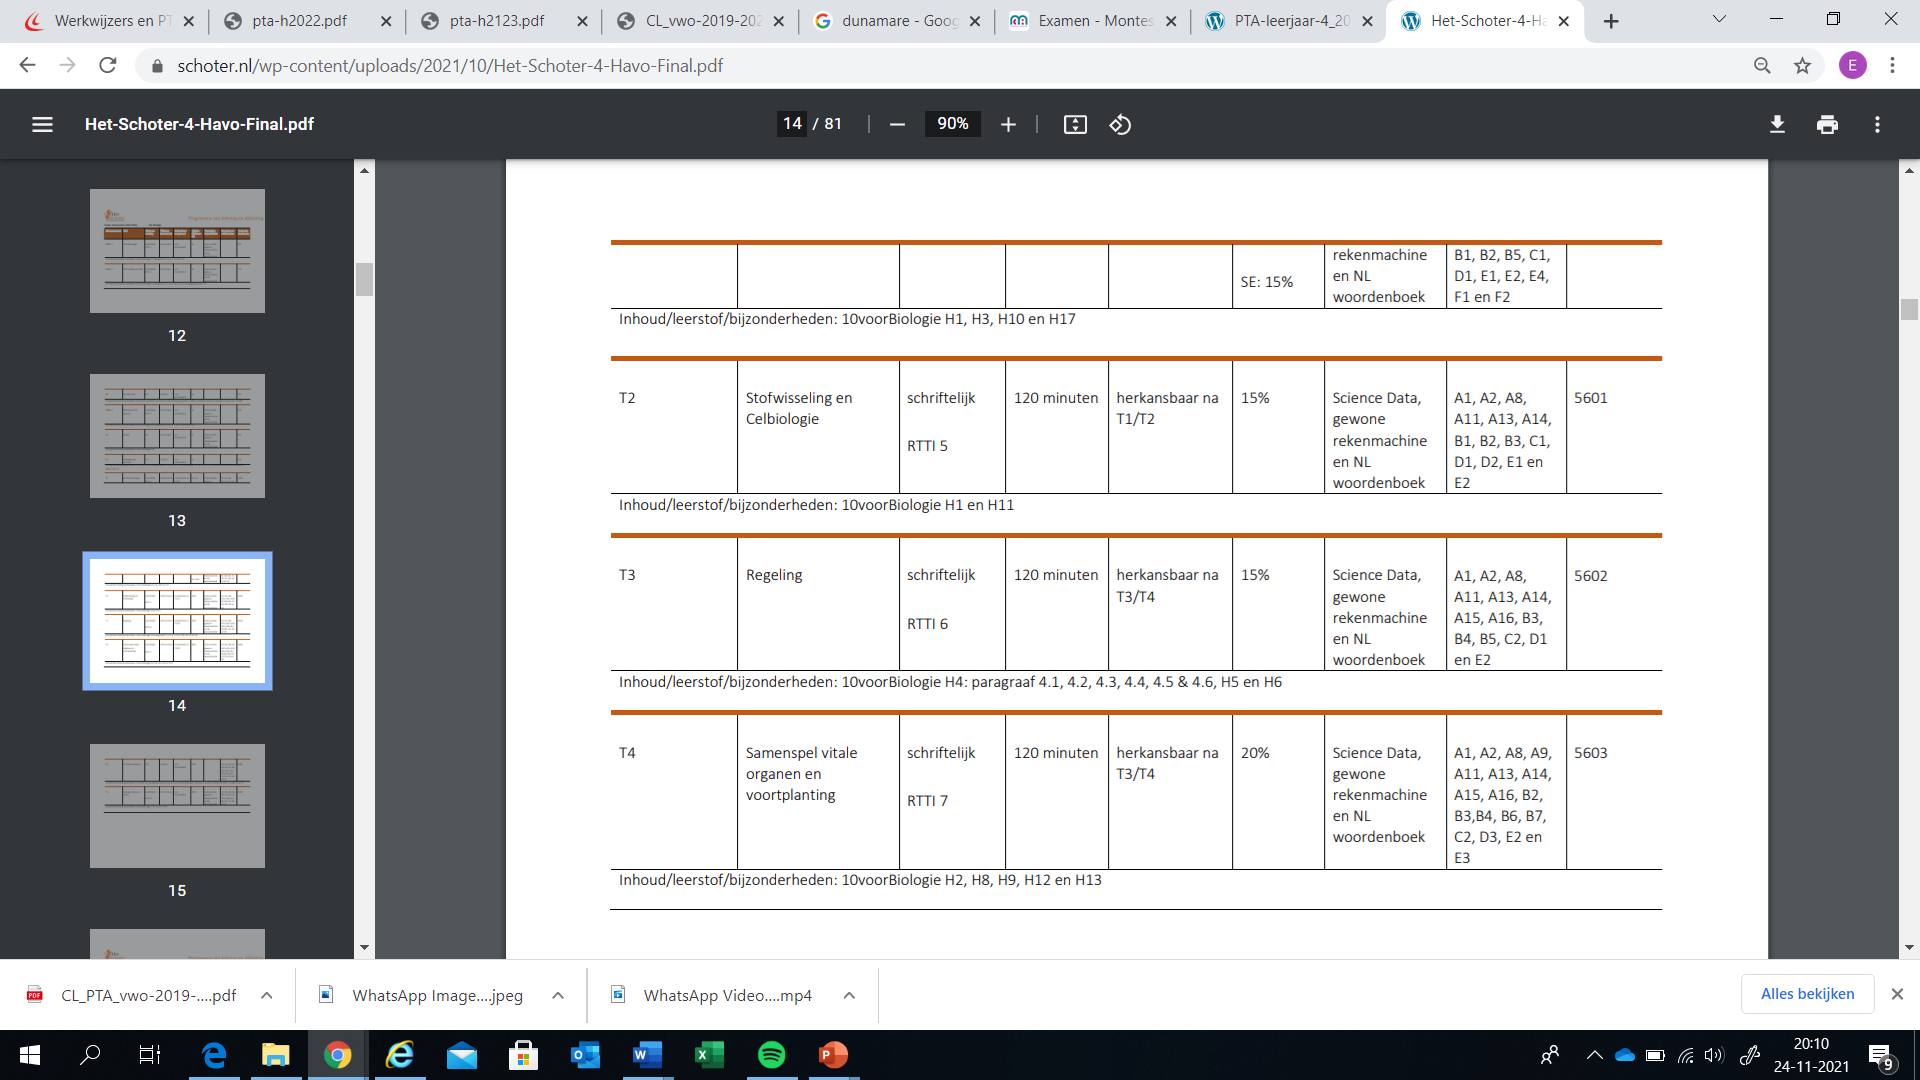 Werkwijzers en PT
pta-h2022.pdf
pta-h2123.pdf
CL_vwo-2019-202
dunamare - Goog
Examen - Montes
PTA-leerjaar-4_20
Het-Schoter-4-Ha
schoter.nl/wp-content/uploads/2021/10/Het-Schoter-4-Havo-Final.pdf
E
Het-Schoter-4-Havo-Final.pdf
14 / 81
90%
12
13
14
15
SE: 15%
rekenmachine
en NL
woordenboek
B1, B2, B5, C1,
D1, E1, E2, E4,
F1 en F2
Inhoud/leerstof/bijzonderheden: 10voorBiologie H1, H3, H10 en H17
T2
Stofwisseling en
Celbiologie
schriftelijk
RTTI 5
120 minuten
herkansbaar na
T1/T2
15%
Science Data,
gewone
rekenmachine
en NL
woordenboek
A1, A2, A8,
A11, A13, A14,
B1, B2, B3, C1,
D1, D2, E1 en
E2
5601
Inhoud/leerstof/bijzonderheden: 10voorBiologie H1 en H11
T3
Regeling
schriftelijk
RTTI 6
120 minuten
herkansbaar na
T3/T4
15%
Science Data,
gewone
rekenmachine
en NL
woordenboek
A1, A2, A8,
A11, A13, A14,
A15, A16, B3,
B4, B5, C2, D1
en E2
5602
Inhoud/leerstof/bijzonderheden: 10voorBiologie H4: paragraaf 4.1, 4.2, 4.3, 4.4, 4.5 & 4.6, H5 en H6
T4
Samenspel vitale
organen en
voortplanting
schriftelijk
RTTI 7
120 minuten
herkansbaar na
T3/T4
20%
Science Data,
gewone
rekenmachine
en NL
woordenboek
A1, A2, A8, A9,
A11, A13, A14,
A15, A16, B2,
B3,B4, B6, B7,
C2, D3, E2 en
E3
5603
Inhoud/leerstof/bijzonderheden: 10voorBiologie H2, H8, H9, H12 en H13
CL_PTA_vwo-2019-....pdf
WhatsApp Image....jpeg
WhatsApp Video....mp4
Alles bekijken
20:10
24-11-2021
9